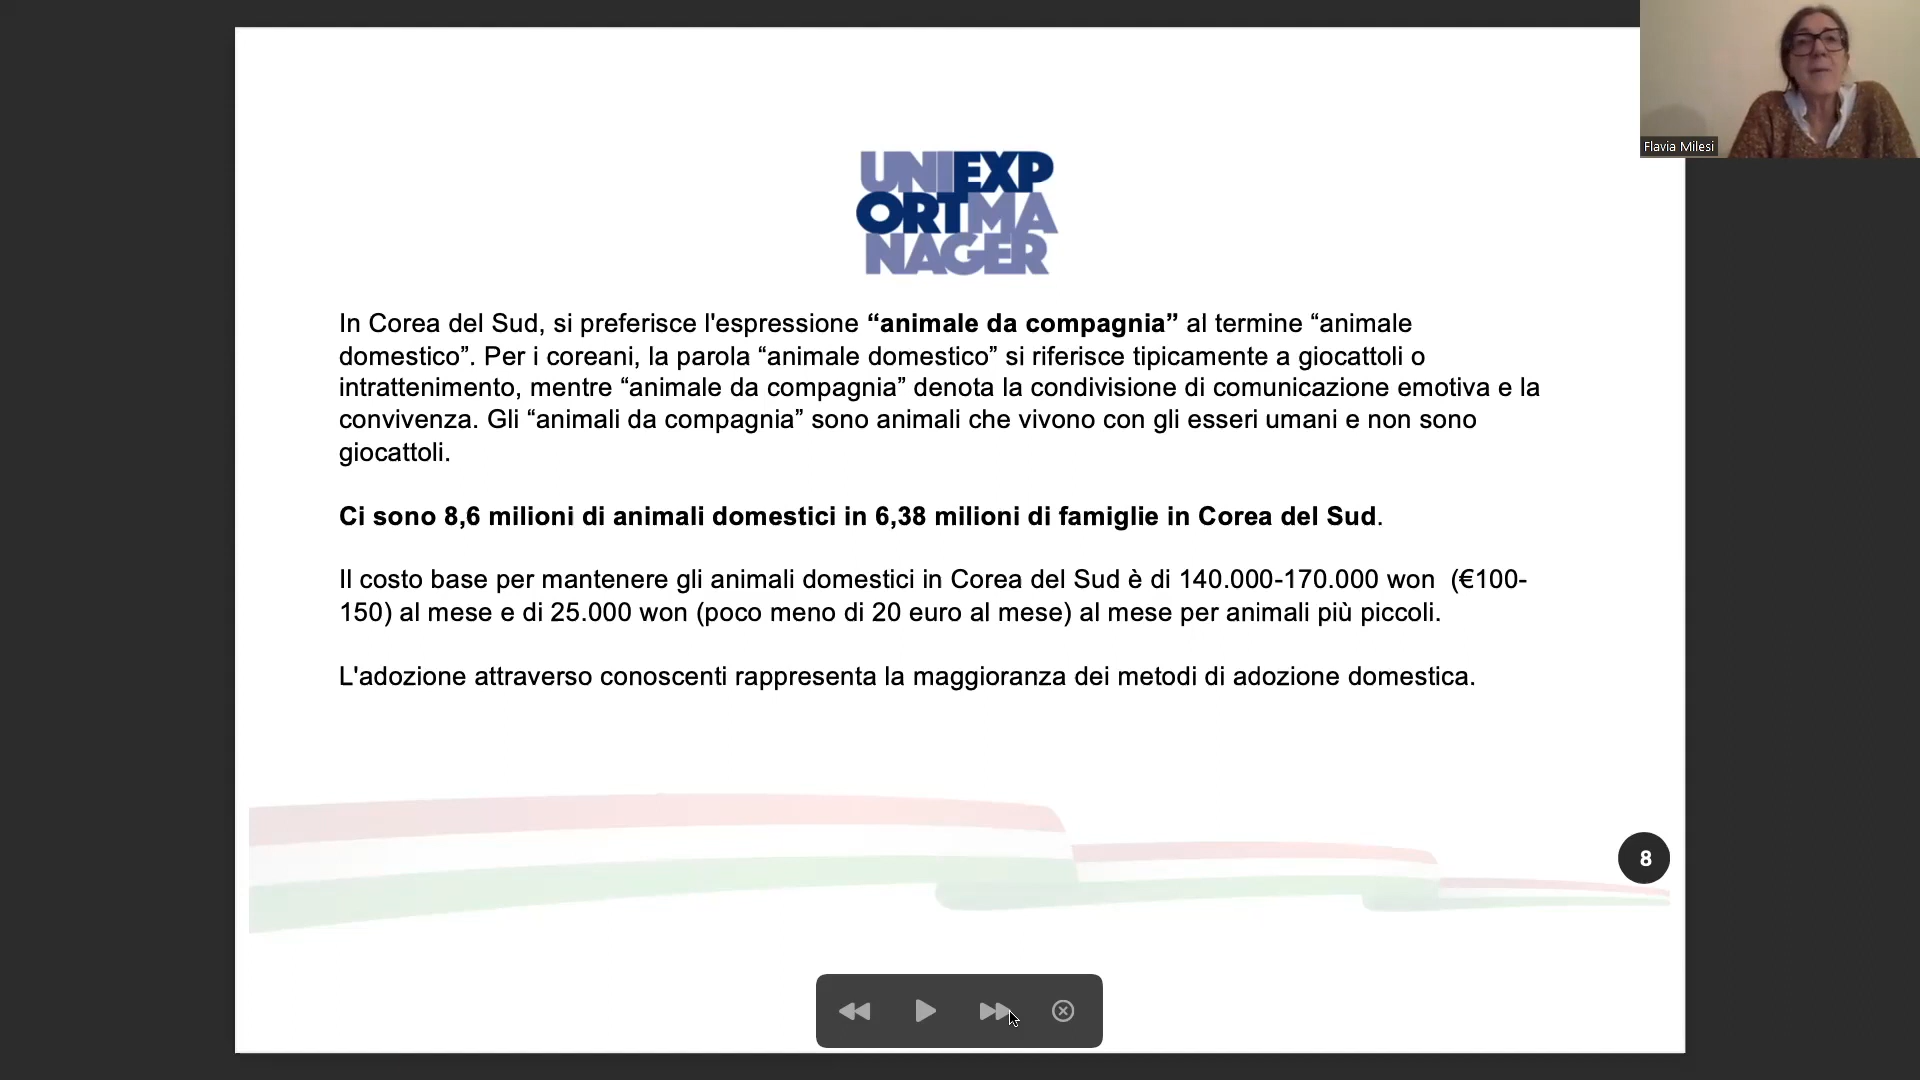 Flavia Milesi
UNIEXP
ORTMA
NAGER
In Corea del Sud, si preferisce l'espressione “animale da compagnia” al termine “animale
domestico”. Per i coreani, la parola “animale domestico” si riferisce tipicamente a giocattoli o
intrattenimento, mentre “animale da compagnia” denota la condivisione di comunicazione emotiva e la
convivenza. Gli “animali da compagnia” sono animali che vivono con gli esseri umani e non sono
giocattoli.
Ci sono 8,6 milioni di animali domestici in 6,38 milioni di famiglie in Corea del Sud.
Il costo base per mantenere gli animali domestici in Corea del Sud è di 140.000-170.000 won (€100-
150) al mese e di 25.000 won (poco meno di 20 euro al mese) al mese per animali più piccoli.
L'adozione attraverso conoscenti rappresenta la maggioranza dei metodi di adozione domestica.
8